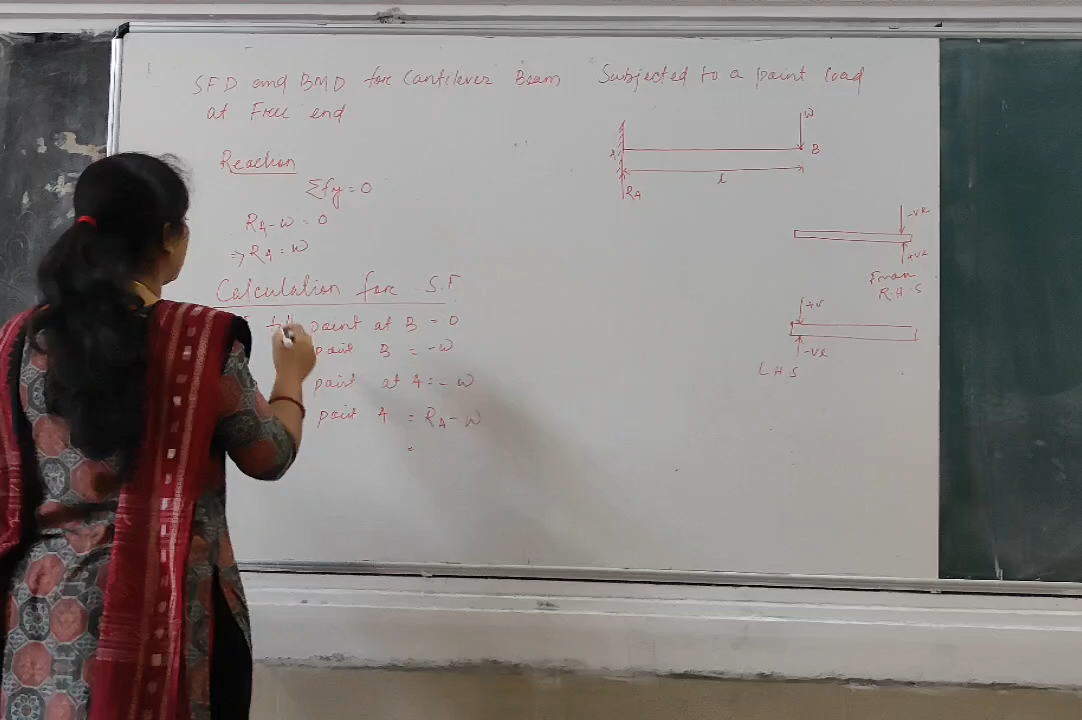 SFD and BMD for Cantilever Beam Subjected to a point load
at Free end
Reaction
Σfy = 0
RA - W = 0
⇒ RA = W
Calculation for S.F
point at B = 0
point B = -W
point at A = - W
point A = RA - W
=
W
A
B
l
RA
-VE
+VE
From
R.H.S
+V
-VE
L H S